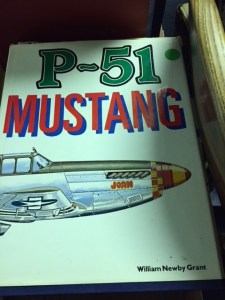 P-51
MUSTANG
JOAN
William Newby Grant